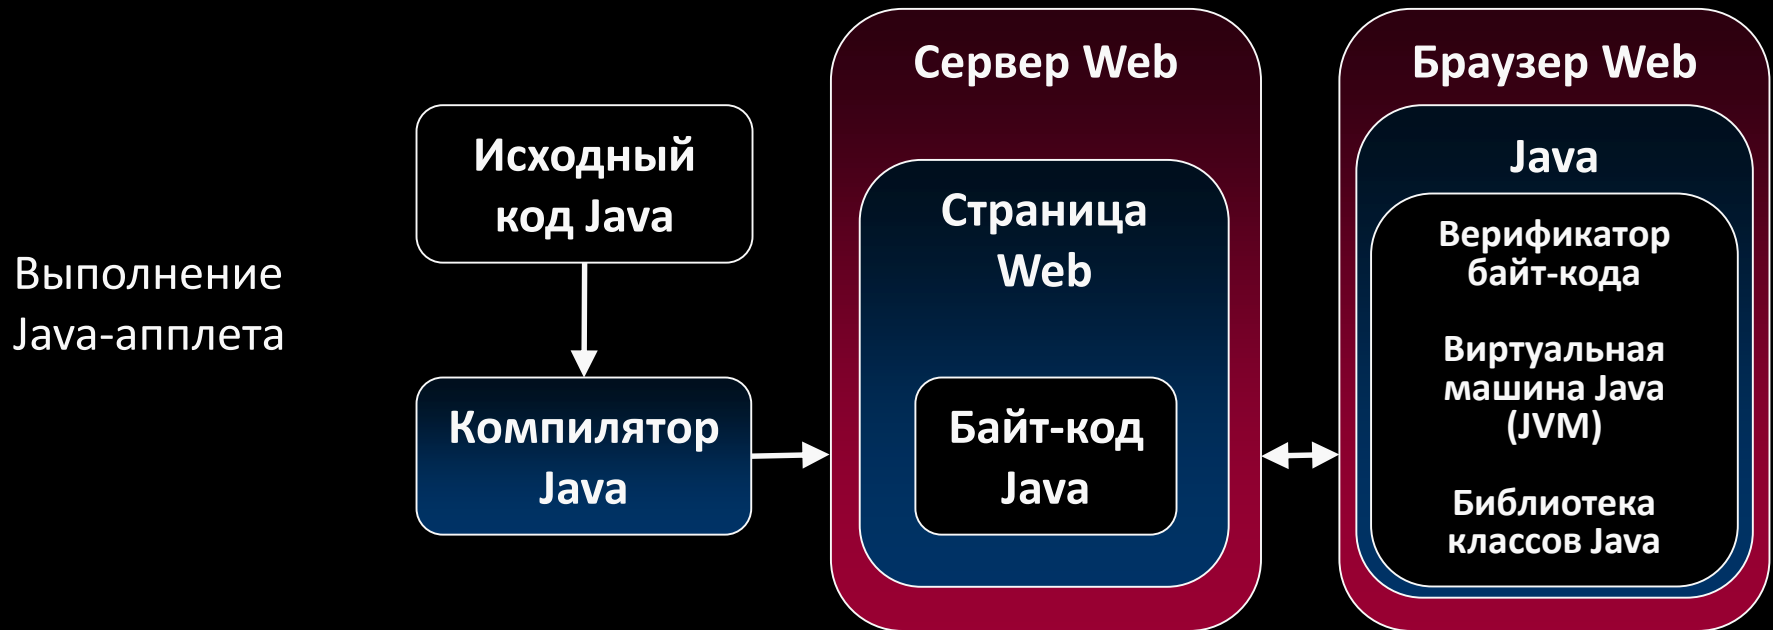 Выполнение
Java-апплета
Исходный
код Java
Компилятор
Java
Сервер Web
Страница
Web
Байт-код
Java
Браузер Web
Java
Верификатор
байт-кода
Виртуальная
машина Java
(JVM)
Библиотека
классов Java